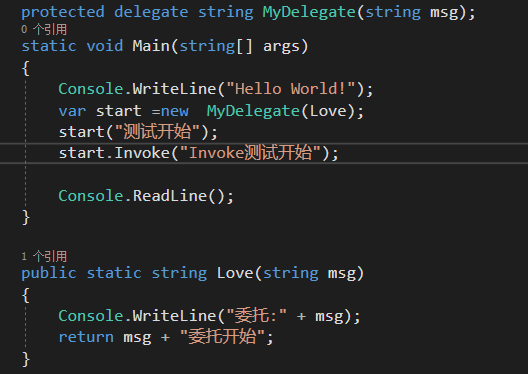 protected delegate string MyDelegate(string msg);
0 个引用
static void Main(string[] args)
{
Console.WriteLine("Hello World!");
var start =new  MyDelegate(Love);
start("测试开始");
start.Invoke("Invoke测试开始");
Console.ReadLine();
}
1 个引用
public static string Love(string msg)
{
Console.WriteLine("委托:" + msg);
return msg + "委托开始";
}